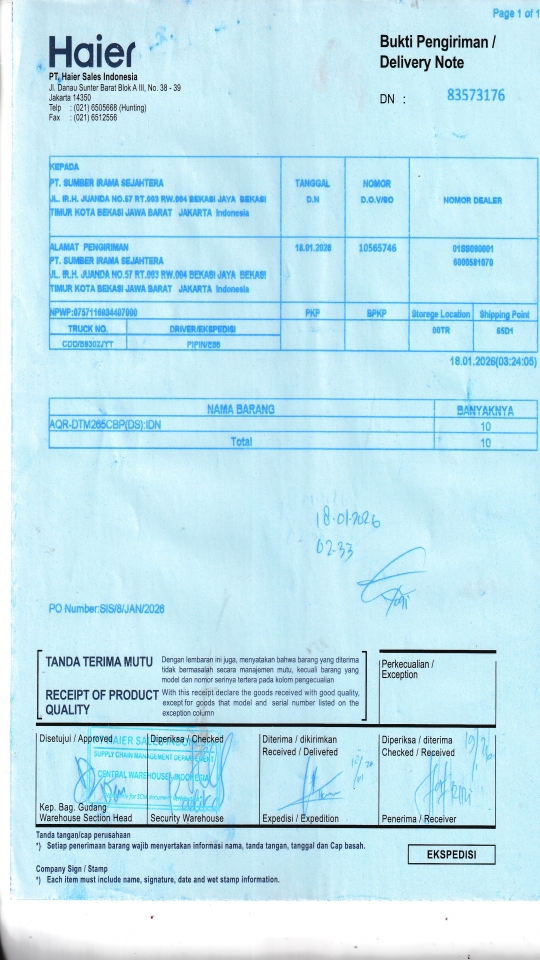 Page 1 of 1
Haier
PT. Haier Sales Indonesia
Jl. Danau Sunter Barat Blok A III, No. 38 - 39
Jakarta 14350
Telp : (021) 6505668 (Hunting)
Fax : (021) 6512556
Bukti Pengiriman /
Delivery Note
DN : 83573176
KEPADA
PT. SUMBER IRAMA SEJAHTERA
JL. IR.H. JUANDA NO.57 RT.003 RW.004 BEKASI JAYA BEKASI
TIMUR KOTA BEKASI JAWA BARAT JAKARTA Indonesia
TANGGAL
D.N
NOMOR
D.O.V/SO
NOMOR DEALER
ALAMAT PENGIRIMAN
PT. SUMBER IRAMA SEJAHTERA
JL. IR.H. JUANDA NO.57 RT.003 RW.004 BEKASI JAYA BEKASI
TIMUR KOTA BEKASI JAWA BARAT JAKARTA Indonesia
18.01.2026
10565746
6000581070
PKP
BPKP
Storege Location
Shipping Point
TRUCK NO.
DRIVER/EKSPEDISI
00TR
65D1
18.01.2026(03:24:05)
NAMA BARANG
BANYAKNYA
AQR-DTM265CBP(DS):IDN
10
Total
10
18-01-2026
02.33
PO Number:SIS/8/JAN/2026
TANDA TERIMA MUTU
Dengan lembaran ini juga, menyatakan bahwa barang yang diterima
tidak bermasalah secara manajemen mutu, kecuali barang yang
model dan nomor serinya tertera pada kolom pengecualian
RECEIPT OF PRODUCT
QUALITY
With this receipt declare the goods received with good quality,
except for goods that model and serial number listed on the
exception column
Perkecualian /
Exception
Disetujui / Approved
Diperiksa / Checked
Diterima / dikirimkan
Received / Delivered
Diperiksa / diterima
Checked / Received
SUPPLY CHAIN MANAGEMENT DEPARTMENT
CENTRAL WAREHOUSE-INDONESIA
Kep. Bag. Gudang
Warehouse Section Head
Security Warehouse
Expedisi / Expedition
Penerima / Receiver
Tanda tangan/cap perusahaan
*) Setiap penerimaan barang wajib menyertakan informasi nama, tanda tangan, tanggal dan Cap basah.
EKSPEDISI
Company Sign / Stamp
*) Each item must include name, signature, date and wet stamp information.